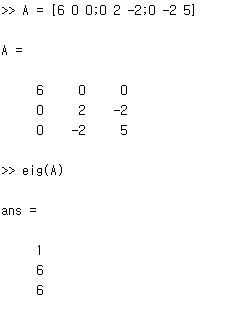 >> A = [6 0 0;0 2 -2;0 -2 5]
A =
6 0 0
0 2 -2
0 -2 5
>> eig(A)
ans =
1
6
6